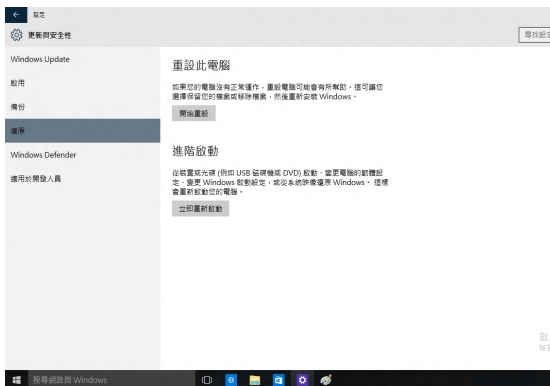 設定
更新與安全性
尋找設定
Windows Update
啟用
備份
復原
Windows Defender
適用於開發人員
重設此電腦
如果您的電腦沒有正常運作，重設電腦可能會有所幫助。這可讓您
選擇保留您的檔案或移除檔案，然後重新安裝 Windows。
開始重設
進階啟動
從裝置或光碟 (例如 USB 磁碟機或 DVD) 啟動、變更電腦的韌體設
定、變更 Windows 啟動設定，或從系統映像還原 Windows。這樣
會重新啟動您的電腦。
立即重新啟動
搜尋網路與 Windows